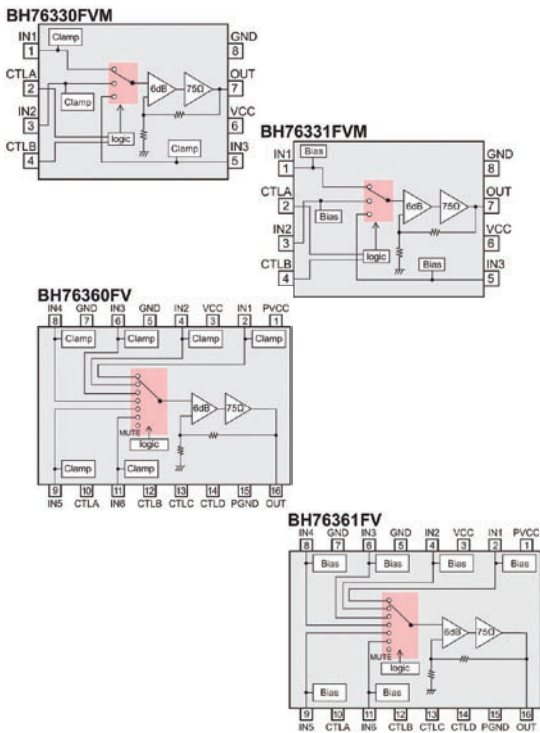 BH76330FVM
IN1
Clamp
GND
1
8
CTLA
OUT
2
6dB
75Ω
7
IN2
Clamp
VCC
3
6
CTLB
logic
Clamp
IN3
4
5
BH76331FVM
IN1
Bias
GND
1
8
CTLA
OUT
2
6dB
75Ω
7
IN2
Bias
VCC
3
6
CTLB
logic
Bias
IN3
4
5
BH76360FV
IN4 GND IN3 GND IN2 VCC IN1 PVCC
8 7 6 5 4 3 2 1
Clamp Clamp Clamp Clamp
6dB 75Ω
MUTE
logic
Clamp Clamp
9 10 11 12 13 14 15 16
IN5 CTLA IN6 CTLB CTLC CTLD PGND OUT
BH76361FV
IN4 GND IN3 GND IN2 VCC IN1 PVCC
8 7 6 5 4 3 2 1
Bias Bias Bias Bias
6dB 75Ω
MUTE
logic
Bias Bias
9 10 11 12 13 14 15 16
IN5 CTLA IN6 CTLB CTLC CTLD PGND OUT